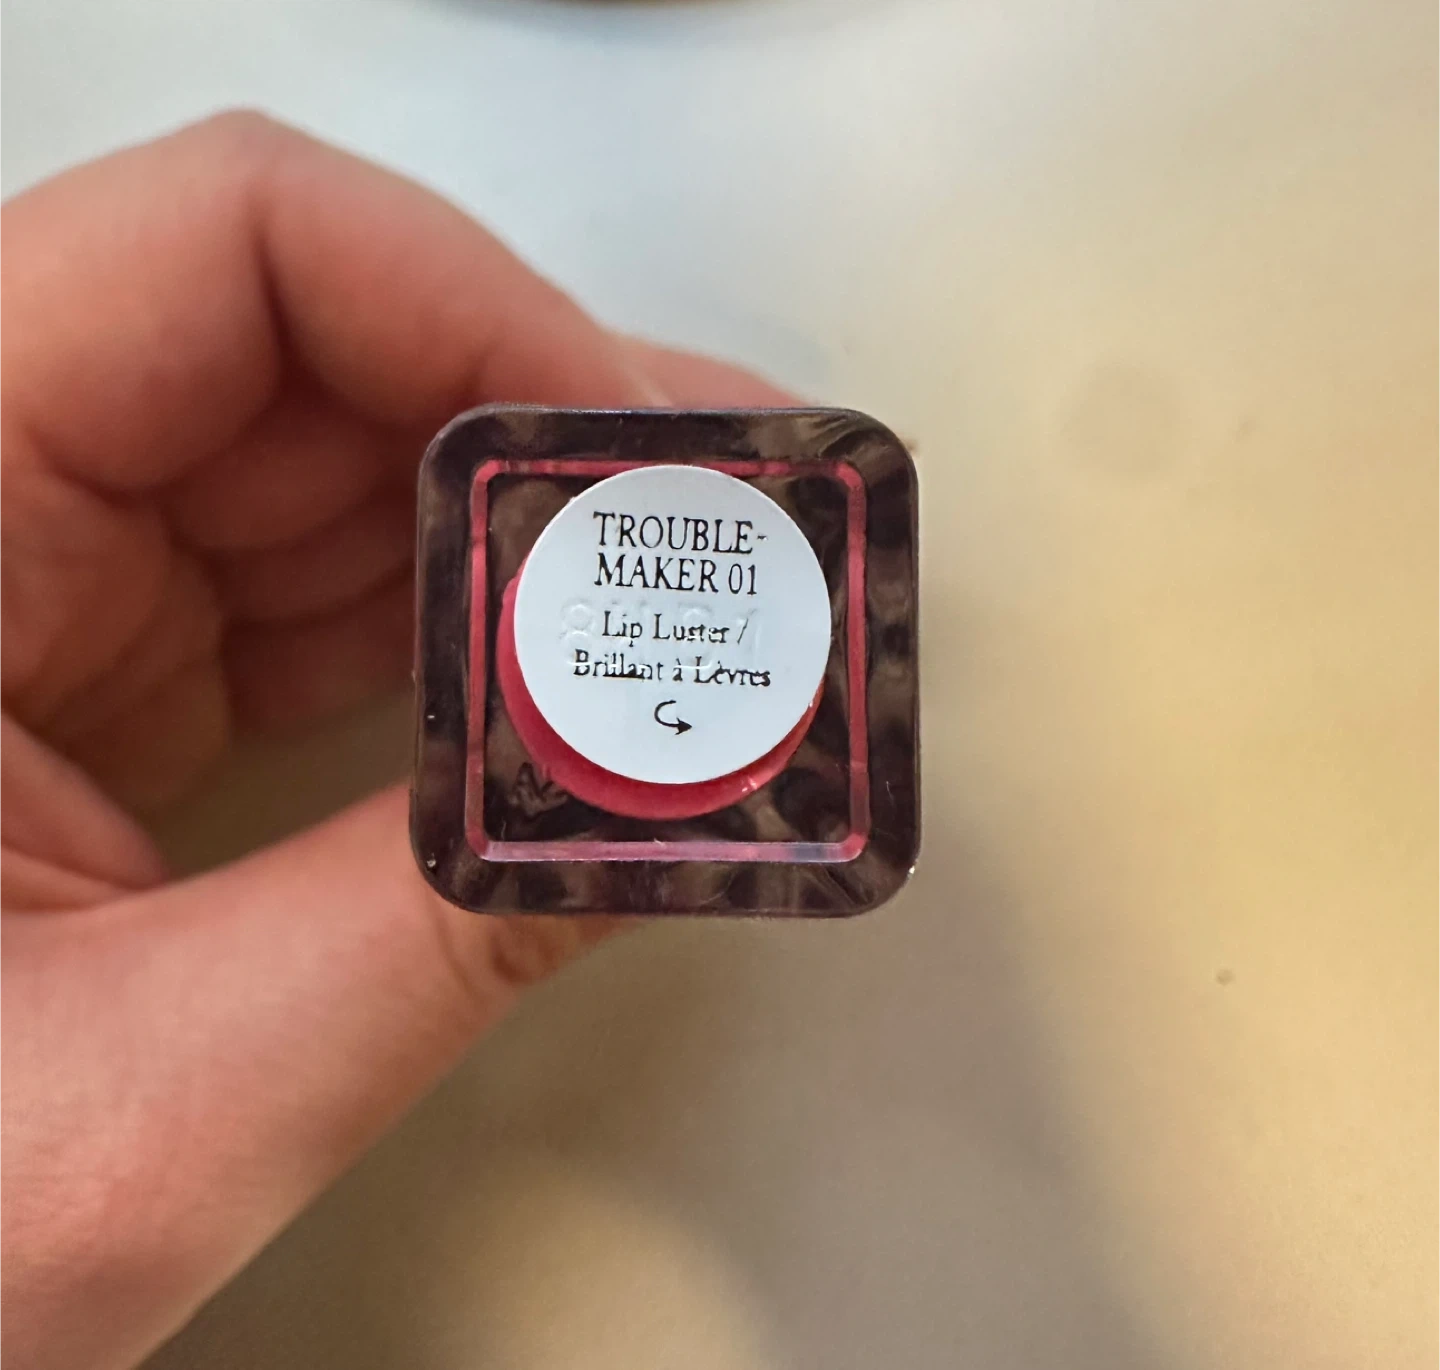 TROUBLE-
MAKER 01
Lip Luster /
Brillant à Lèvres